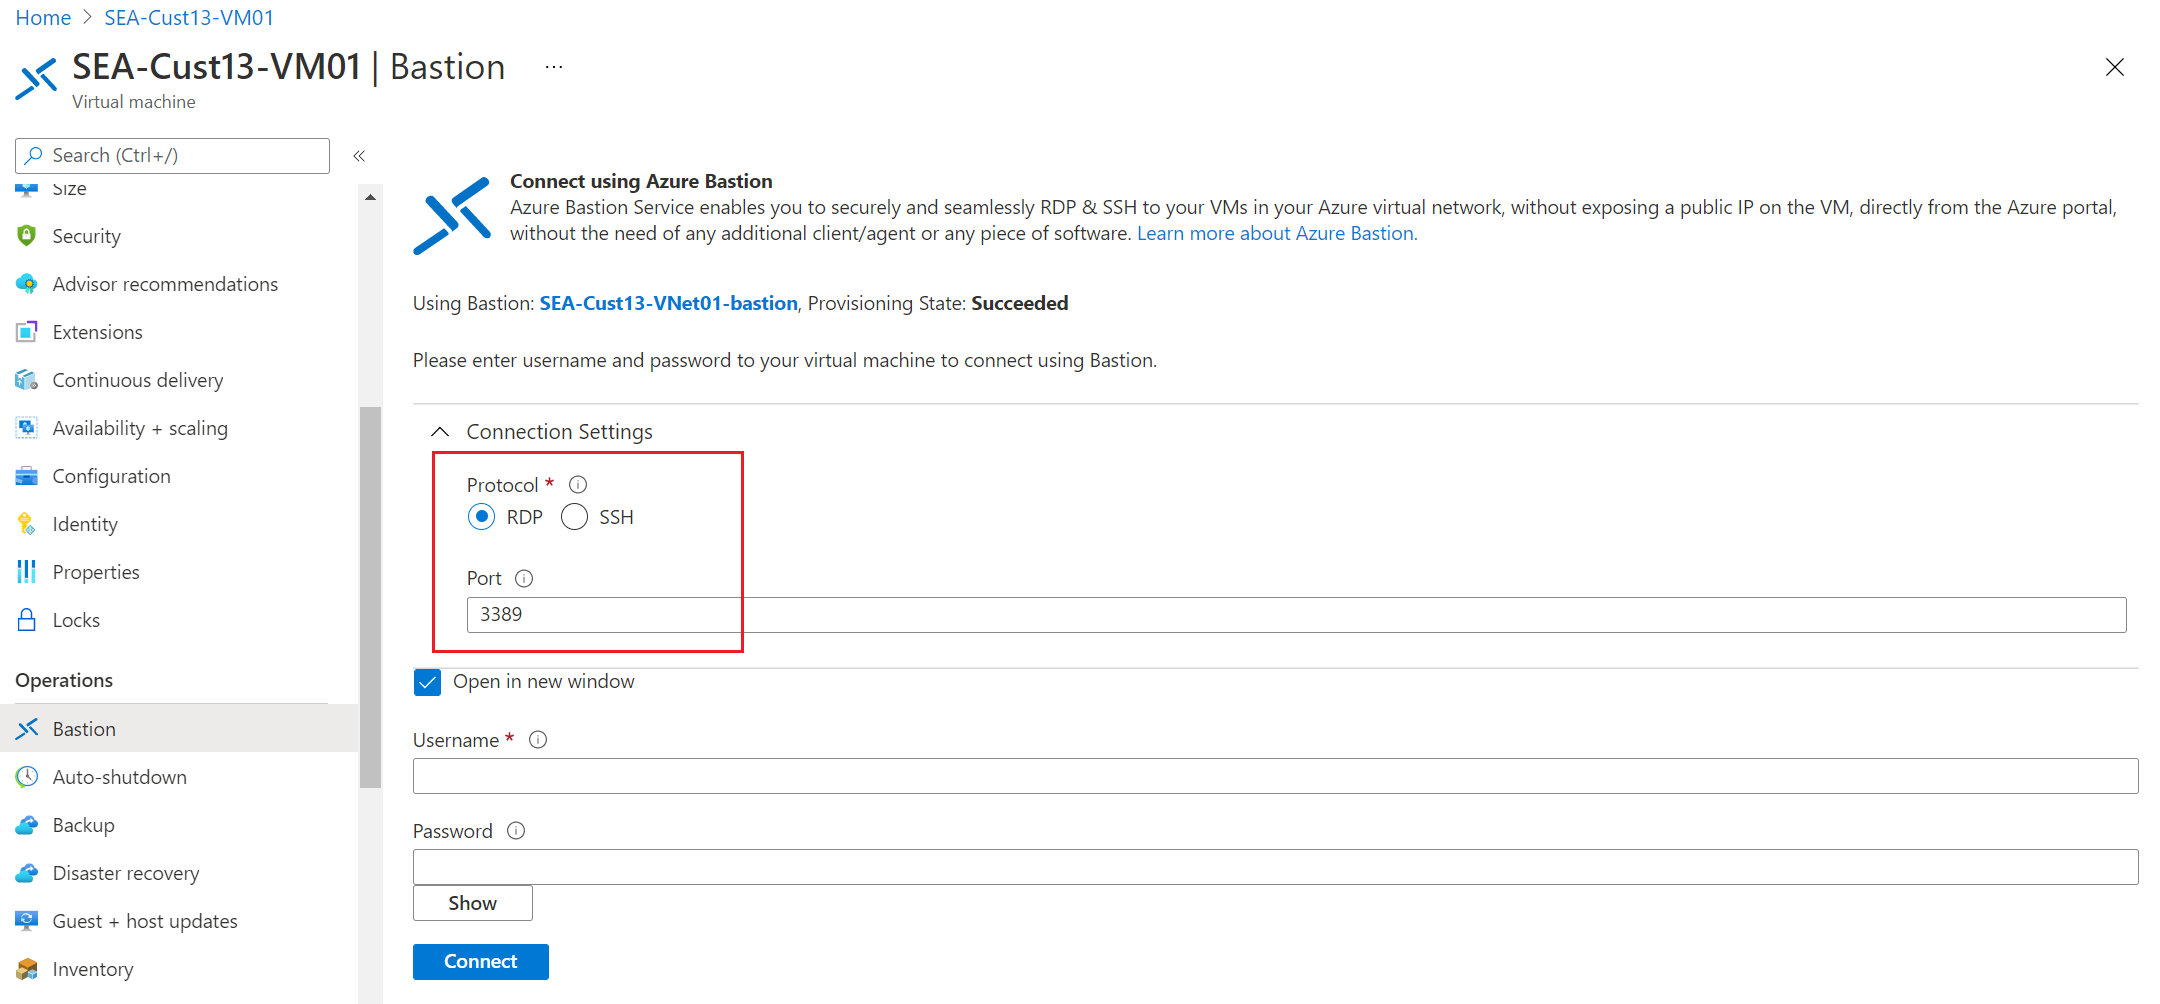 Home > SEA-Cust13-VM01
SEA-Cust13-VM01 | Bastion ...
Virtual machine
Search (Ctrl+/)
«
Size
Security
Advisor recommendations
Extensions
Continuous delivery
Availability + scaling
Configuration
Identity
Properties
Locks
Operations
Bastion
Auto-shutdown
Backup
Disaster recovery
Guest + host updates
Inventory
Connect using Azure Bastion
Azure Bastion Service enables you to securely and seamlessly RDP & SSH to your VMs in your Azure virtual network, without exposing a public IP on the VM, directly from the Azure portal,
without the need of any additional client/agent or any piece of software. Learn more about Azure Bastion.
Using Bastion: SEA-Cust13-VNet01-bastion, Provisioning State: Succeeded
Please enter username and password to your virtual machine to connect using Bastion.
Connection Settings
Protocol *
RDP SSH
Port
3389
Open in new window
Username *
Password
Show
Connect